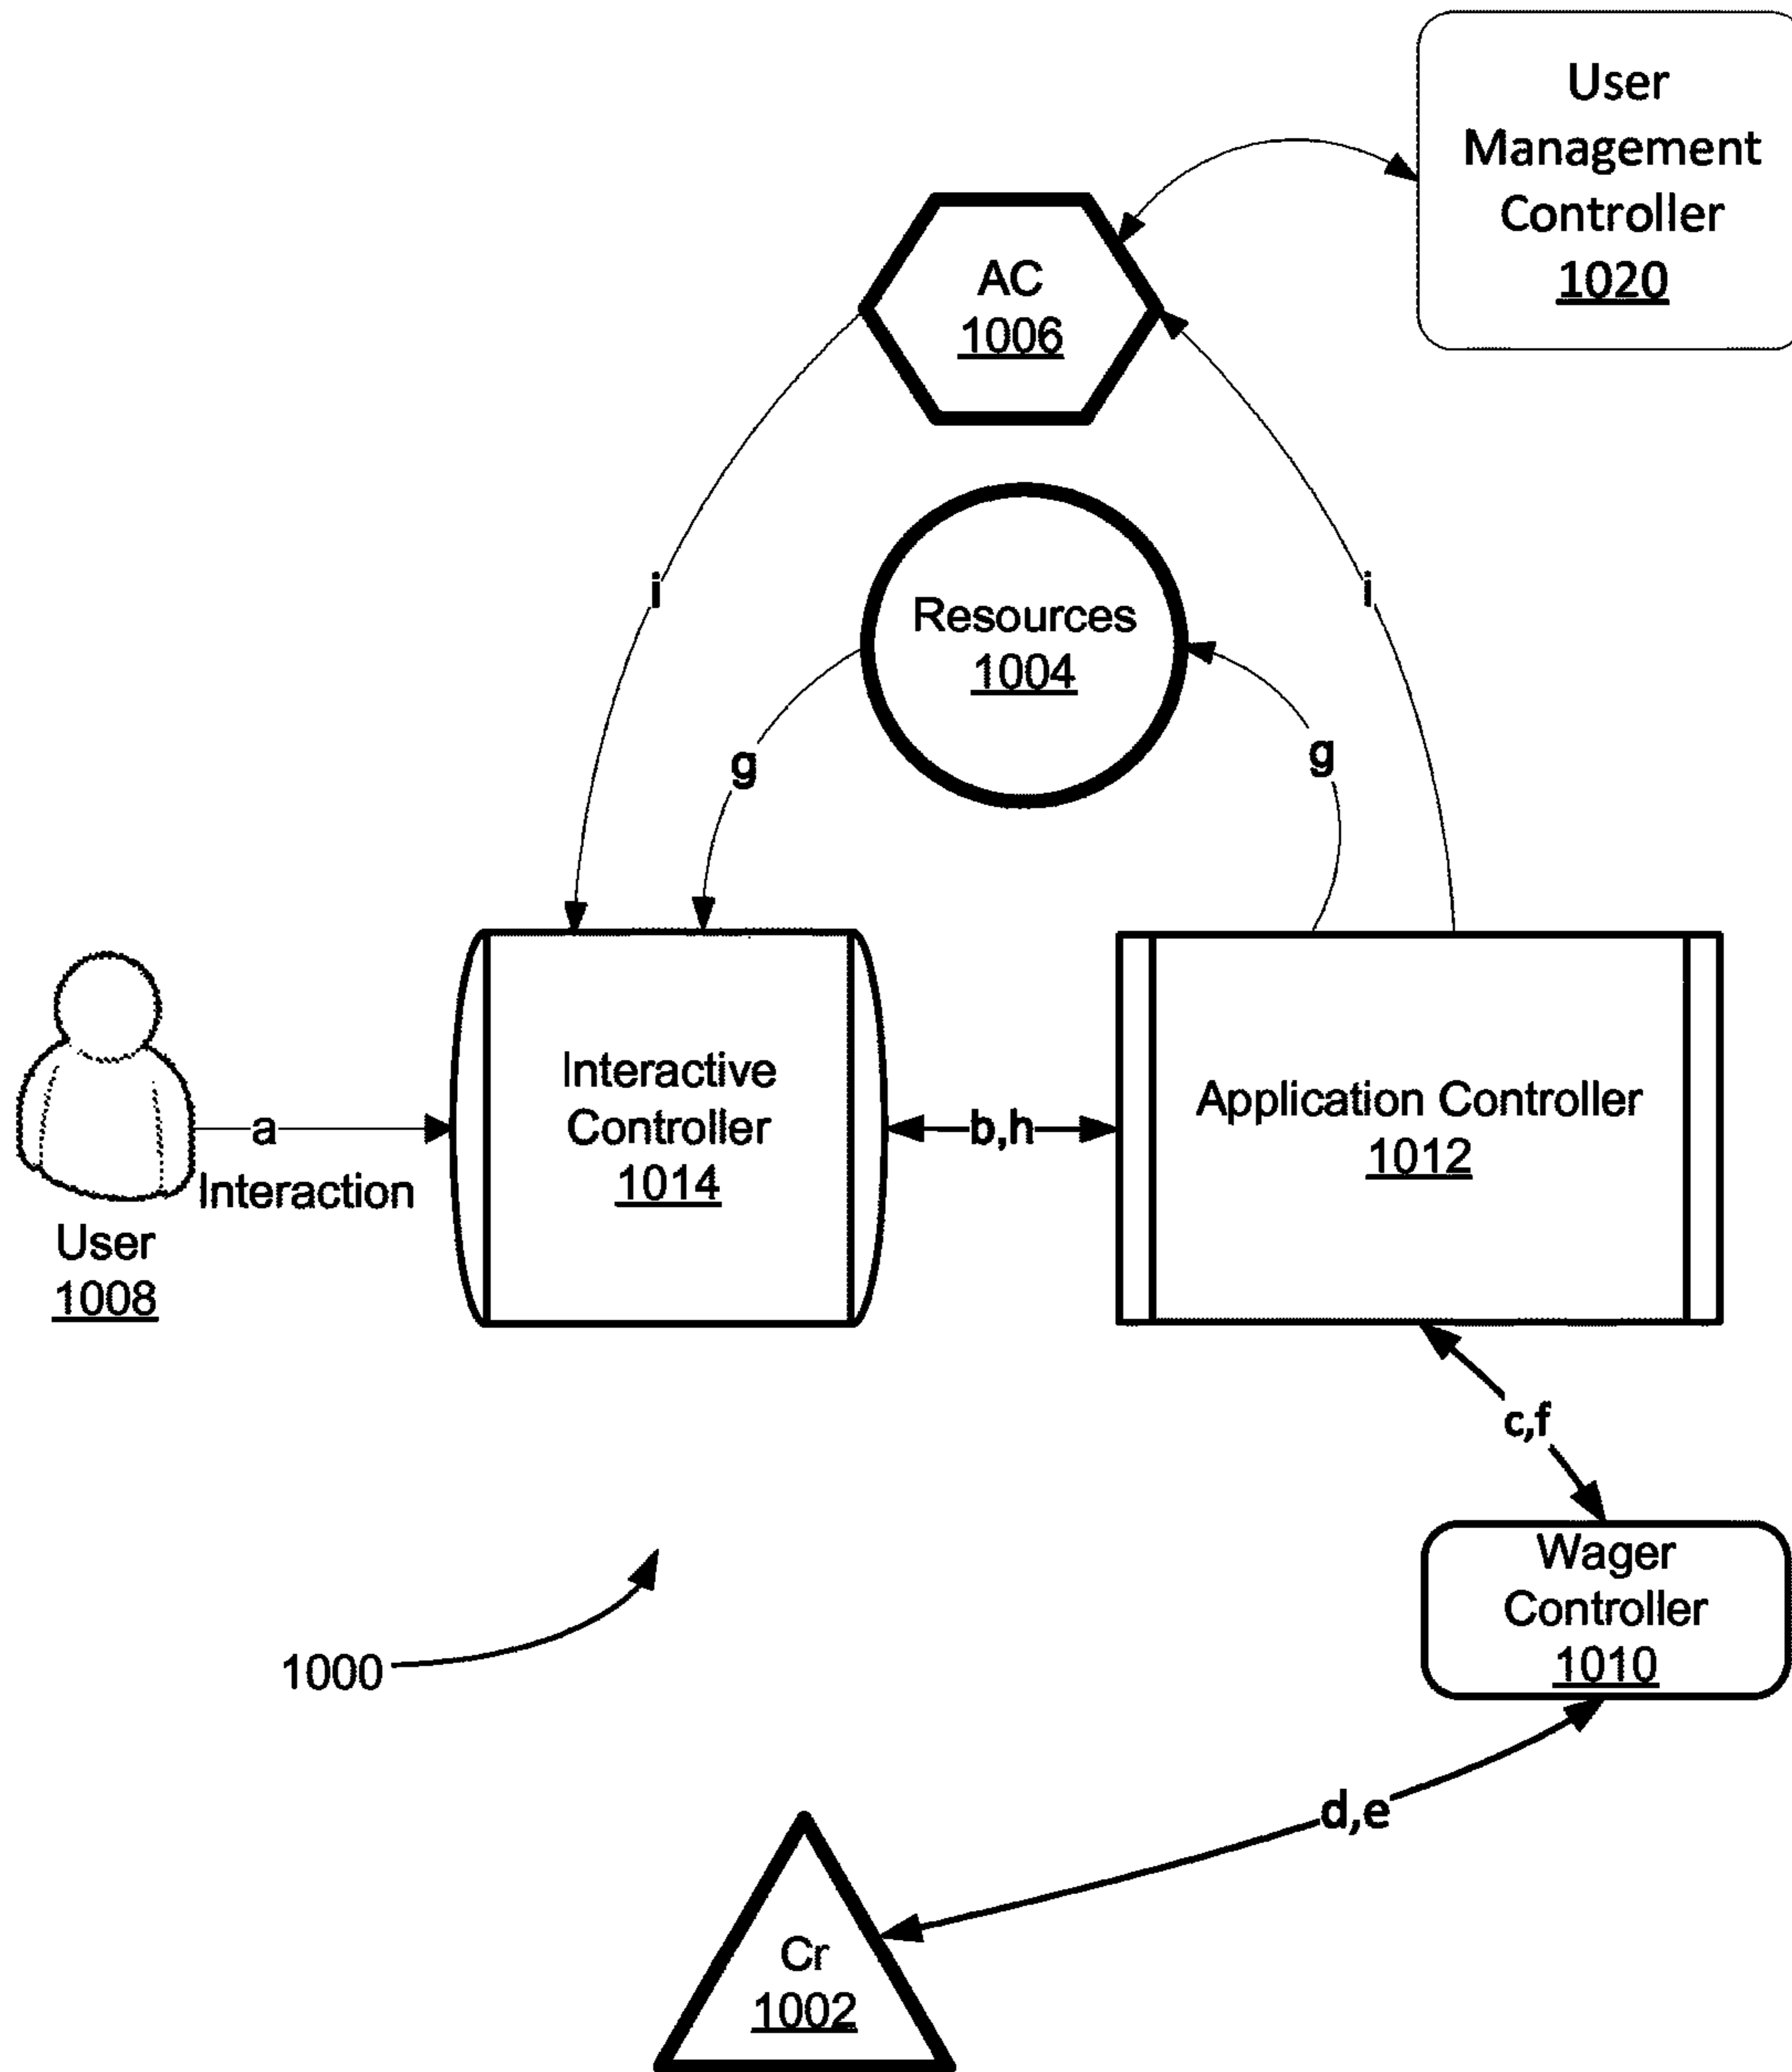 User
Management
Controller
1020
AC
1006
i
i
Resources
1004
g
g
Interactive
Controller
1014
b,h
Application Controller
1012
a
Interaction
User
1008
c,f
Wager
Controller
1010
1000
d,e
Cr
1002